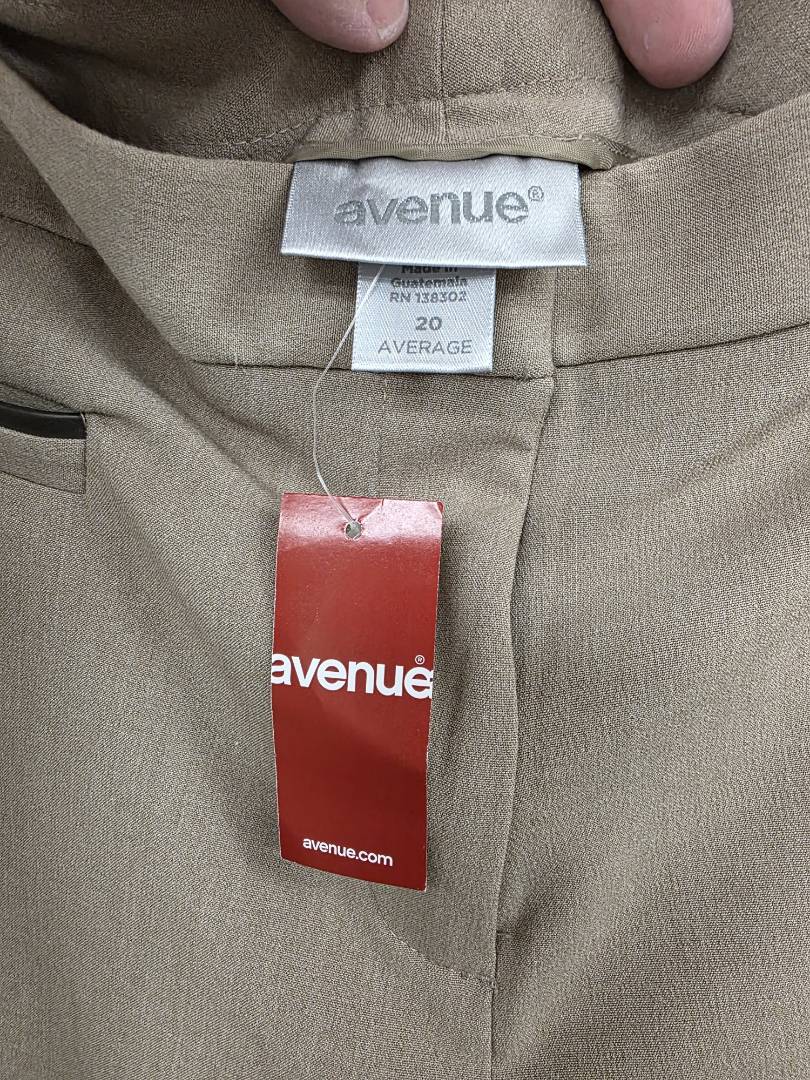 avenue®
Made in
Guatemala
RN 138302
20
AVERAGE
avenue®
avenue.com